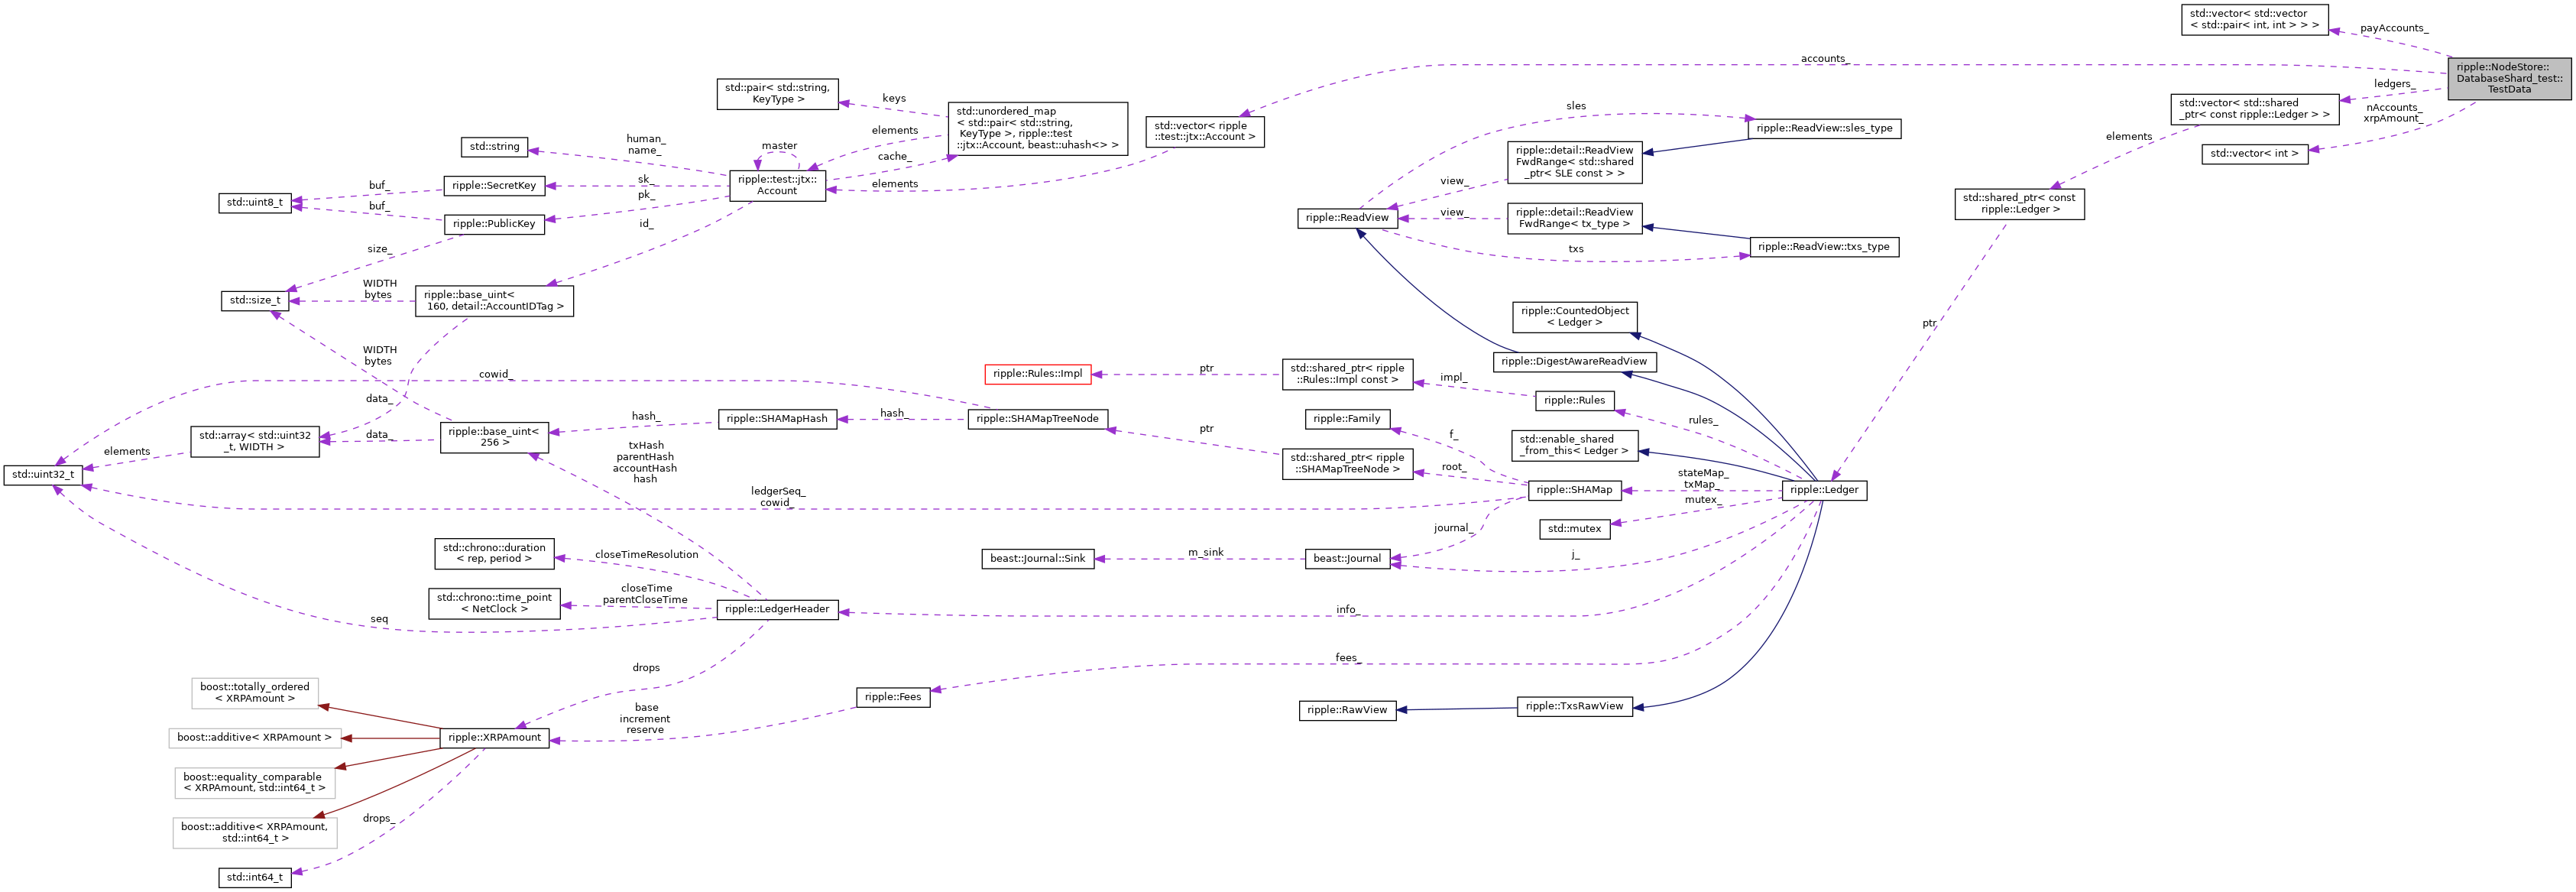 std::vector< std::vector
< std::pair< int, int > > >
payAccounts_
ripple::NodeStore::
DatabaseShard_test::
TestData
accounts_
ledgers_
std::vector< std::shared
_ptr< const ripple::Ledger > >
nAccounts_
xrpAmount_
std::vector< int >
elements
std::shared_ptr< const
ripple::Ledger >
ptr
std::pair< std::string,
KeyType >
keys
std::unordered_map
< std::pair< std::string,
KeyType >, ripple::test
::jtx::Account, beast::uhash<> >
elements
cache_
std::vector< ripple
::test::jtx::Account >
elements
std::string
human_
name_
master
ripple::test::jtx::
Account
ripple::SecretKey
sk_
pk_
id_
std::uint8_t
buf_
buf_
ripple::PublicKey
size_
std::size_t
WIDTH
bytes
ripple::base_uint<
160, detail::AccountIDTag >
sles
ripple::ReadView::sles_type
ripple::detail::ReadView
FwdRange< std::shared
_ptr< SLE const > >
view_
ripple::ReadView
view_
ripple::detail::ReadView
FwdRange< tx_type >
txs
ripple::ReadView::txs_type
ripple::CountedObject
< Ledger >
ripple::DigestAwareReadView
WIDTH
bytes
cowid_
data_
ripple::Rules::Impl
ptr
std::shared_ptr< ripple
::Rules::Impl const >
impl_
ripple::Rules
rules_
std::array< std::uint32
_t, WIDTH >
data_
ripple::base_uint<
256 >
hash_
ripple::SHAMapHash
hash_
ripple::SHAMapTreeNode
ptr
ripple::Family
f_
std::enable_shared
_from_this< Ledger >
std::shared_ptr< ripple
::SHAMapTreeNode >
root_
elements
std::uint32_t
txHash
parentHash
accountHash
hash
ledgerSeq_
cowid_
ripple::SHAMap
stateMap_
txMap_
mutex_
ripple::Ledger
std::mutex
journal_
beast::Journal::Sink
m_sink
beast::Journal
j_
std::chrono::duration
< rep, period >
closeTimeResolution
std::chrono::time_point
< NetClock >
closeTime
parentCloseTime
ripple::LedgerHeader
info_
seq
drops
fees_
boost::totally_ordered
< XRPAmount >
ripple::Fees
base
increment
reserve
ripple::RawView
ripple::TxsRawView
boost::additive< XRPAmount >
ripple::XRPAmount
boost::equality_comparable
< XRPAmount, std::int64_t >
boost::additive< XRPAmount,
std::int64_t >
drops_
std::int64_t